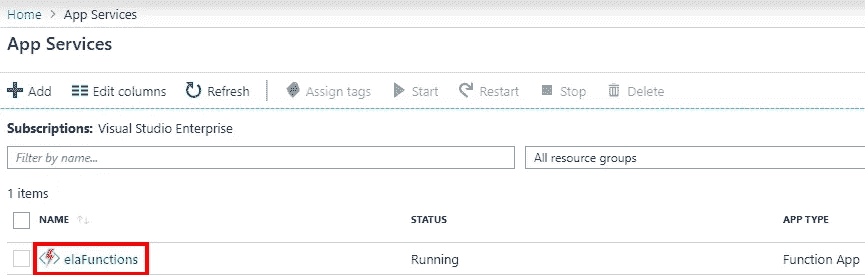 Home > App Services
App Services
Add Edit columns Refresh Assign tags Start Restart Stop Delete
Subscriptions: Visual Studio Enterprise
Filter by name... All resource groups
1 items
NAME STATUS APP TYPE
elaFunctions Running Function App